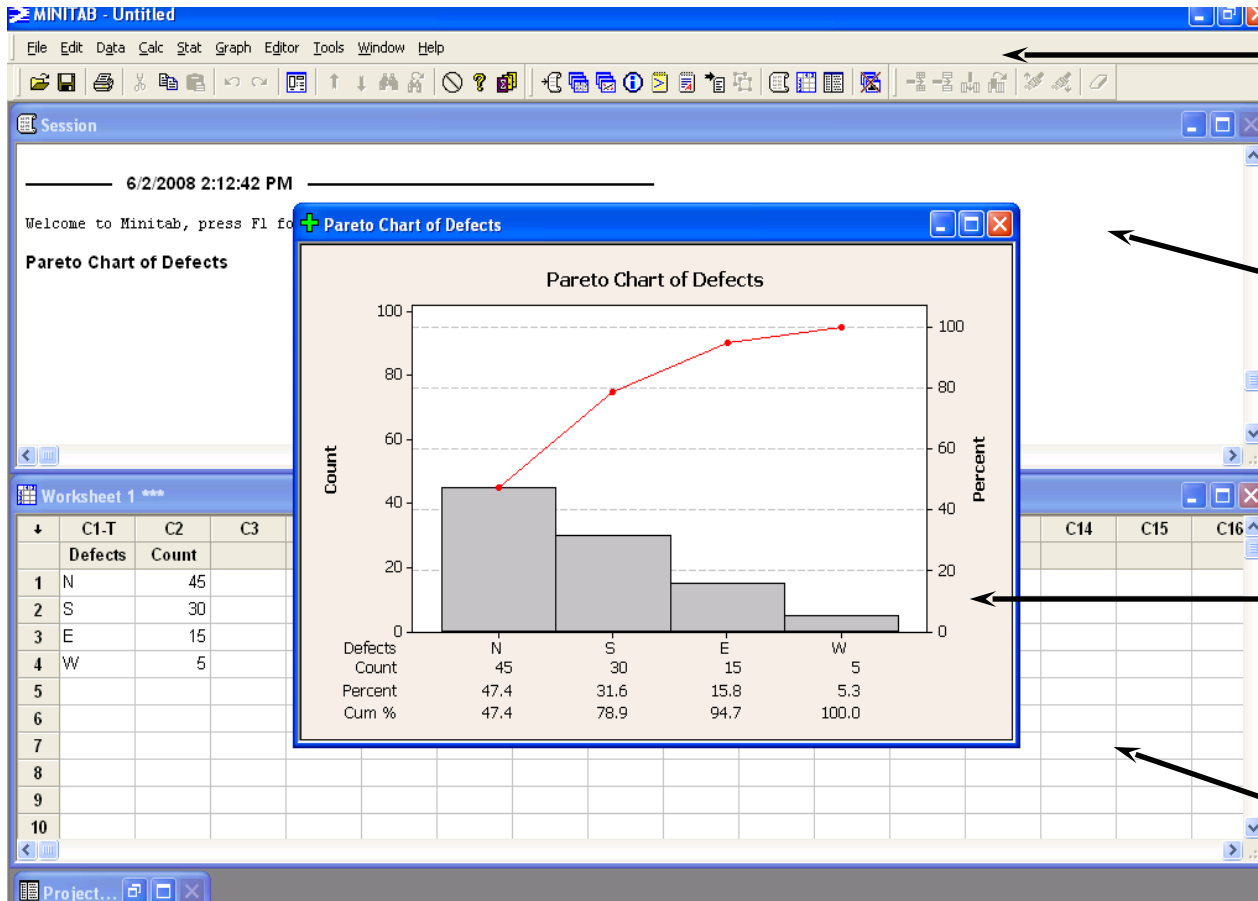 MINITAB - Untitled
File Edit Data Calc Stat Graph Editor Tools Window Help
Session
6/2/2008 2:12:42 PM
Welcome to Minitab, press F1 fo
Pareto Chart of Defects
Pareto Chart of Defects
Pareto Chart of Defects
100
80
60
40
20
0
Count
100
80
60
40
20
0
Percent
Defects N S E W
Count 45 30 15 5
Percent 47.4 31.6 15.8 5.3
Cum % 47.4 78.9 94.7 100.0
Worksheet 1 ***
C1-T C2 C3 C14 C15 C16
Defects Count
1 N 45
2 S 30
3 E 15
4 W 5
5
6
7
8
9
10
Project...